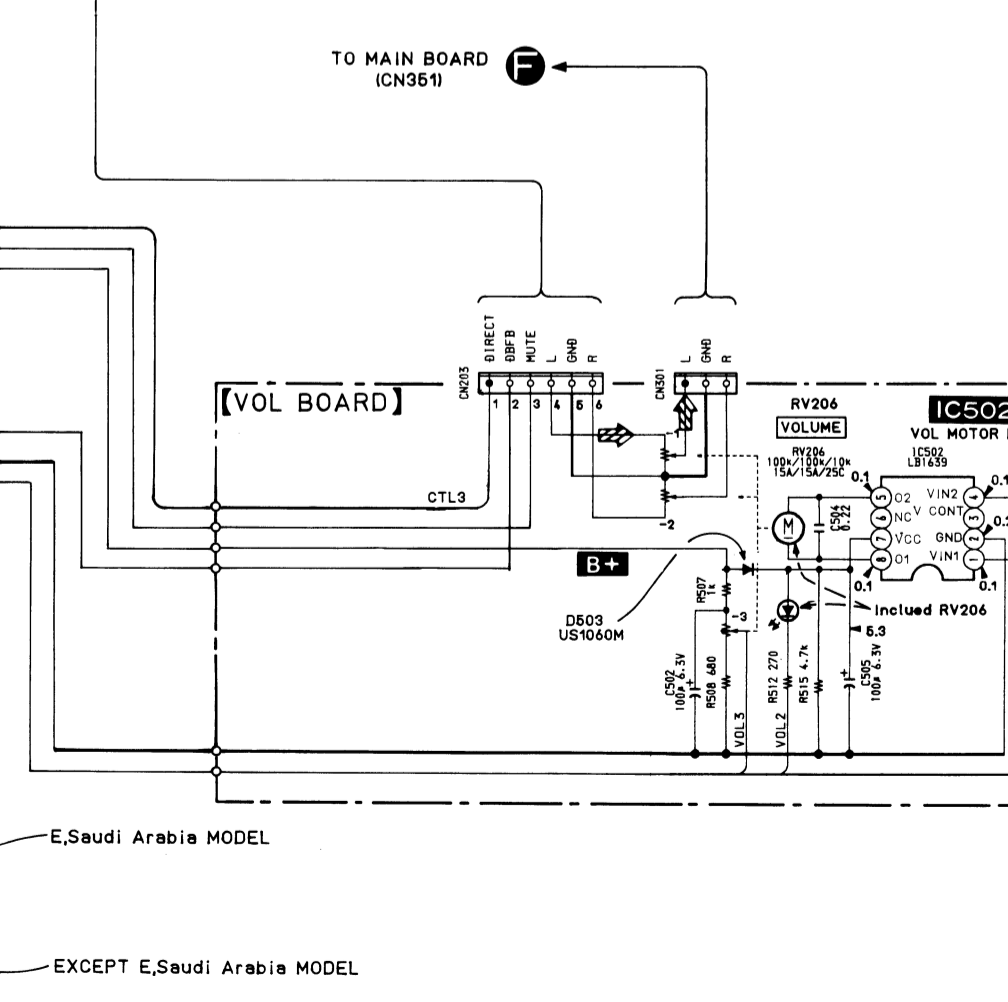 TO MAIN BOARD
(CN351)
F
DIRECT
DBFB
MUTE
L
GND
R
CN203
1 2 3 4 5 6
L
GND
R
CN301
【VOL BOARD】
CTL3
-1
-2
-3
B+
D503
US1060M
RV206
VOLUME
RV206
100k/100k/10k
15A/15A/25C
M
C504
0.22
IC502
VOL MOTOR
IC502
LB1639
0.1
0.1
5 O2
VIN2 4
6 NC
V CONT 3
7 VCC
GND 2
8 O1
VIN1 1
0.1
0.1
Inclued RV206
5.3
R507
1k
C502
100μ 6.3V
R508 680
VOL3
R512 270
VOL2
R515 4.7k
C505
100μ 6.3V
E,Saudi Arabia MODEL
EXCEPT E,Saudi Arabia MODEL